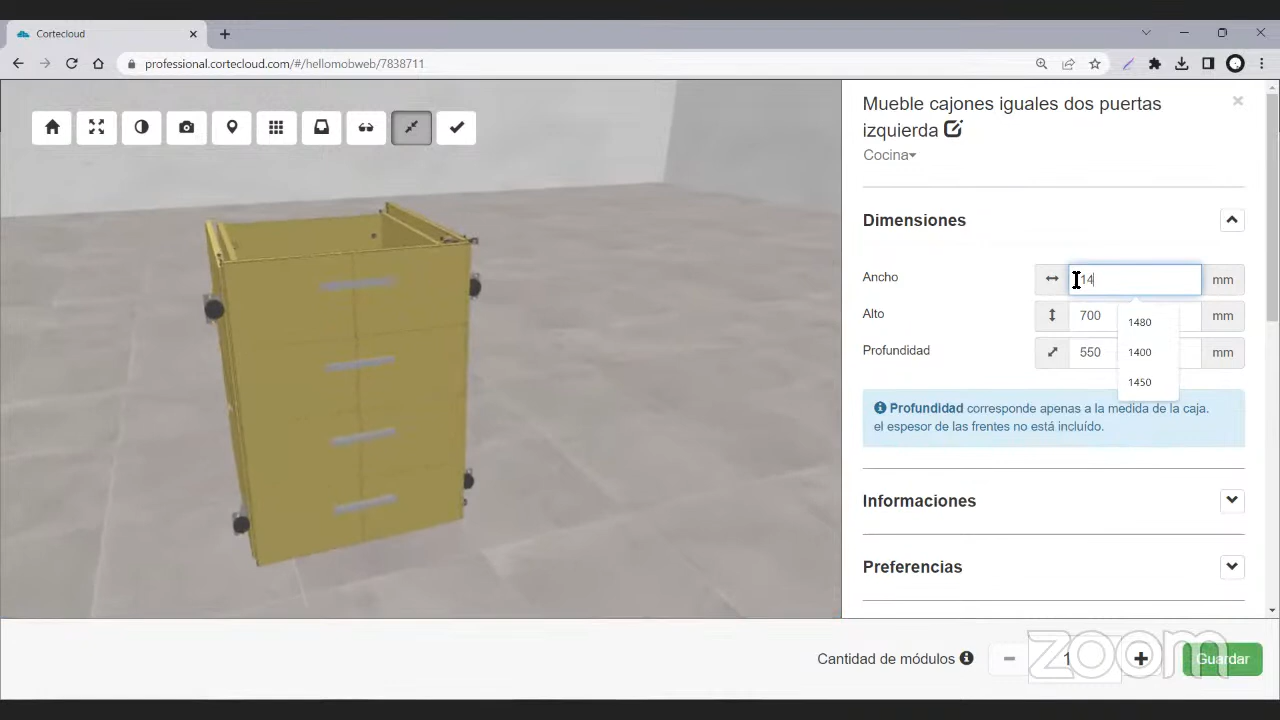 Cortecloud
professional.cortecloud.com/#/hellomobweb/7838711
Mueble cajones iguales dos puertas
izquierda
Cocina
Dimensiones
Ancho
14
mm
Alto
700
mm
1480
Profundidad
550
mm
1400
1450
Profundidad corresponde apenas a la medida de la caja.
el espesor de las frentes no está incluído.
Informaciones
Preferencias
Cantidad de módulos
1
Guardar
zoom